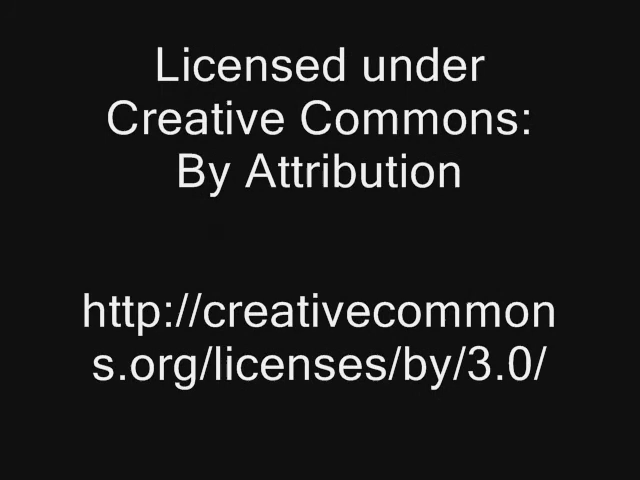 Licensed under
Creative Commons:
By Attribution
http://creativecommon
s.org/licenses/by/3.0/